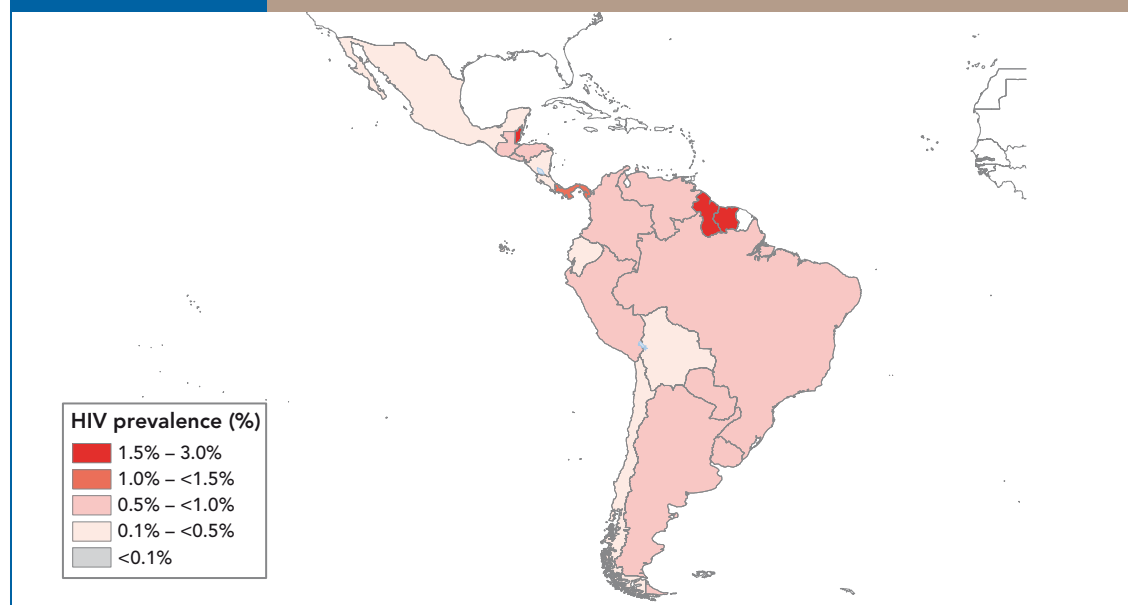 HIV prevalence (%)
1.5% – 3.0%
1.0% – <1.5%
0.5% – <1.0%
0.1% – <0.5%
<0.1%